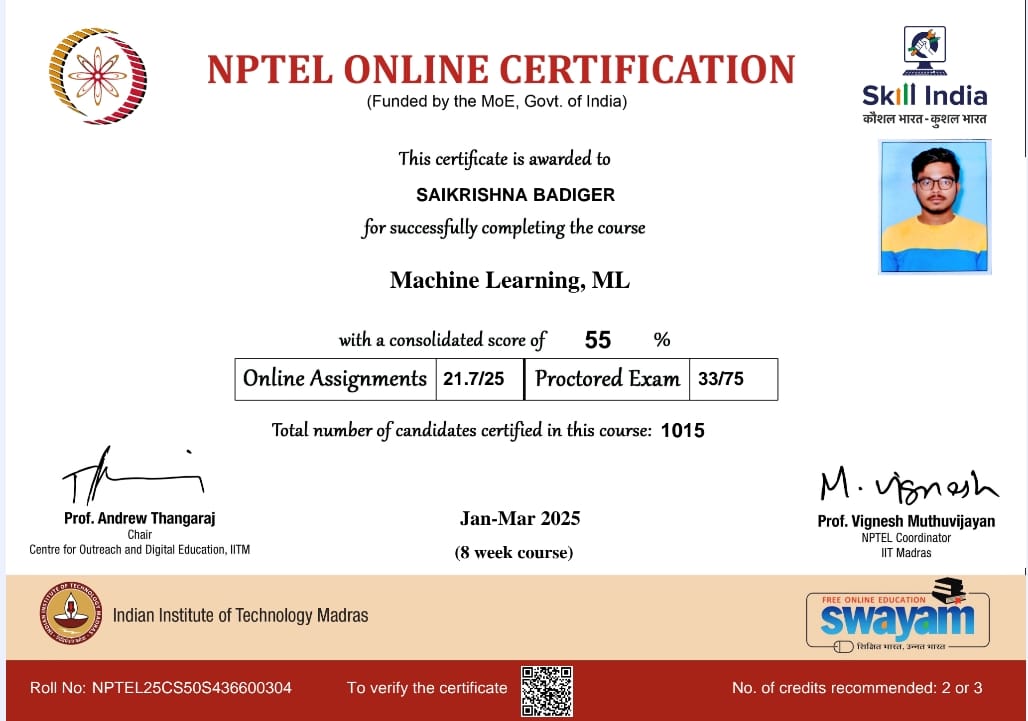 NPTEL ONLINE CERTIFICATION
(Funded by the MoE, Govt. of India)
Skill India
कौशल भारत - कुशल भारत
This certificate is awarded to
SAIKRISHNA BADIGER
for successfully completing the course
Machine Learning, ML
with a consolidated score of 55 %
Online Assignments 21.7/25 Proctored Exam 33/75
Total number of candidates certified in this course: 1015
M. Vignesh
Prof. Andrew Thangaraj
Chair
Centre for Outreach and Digital Education, IITM
Jan-Mar 2025
(8 week course)
Prof. Vignesh Muthuvijayan
NPTEL Coordinator
IIT Madras
Indian Institute of Technology Madras
FREE ONLINE EDUCATION
swayam
शिक्षित भारत, उन्नत भारत
Roll No: NPTEL25CS50S436600304
To verify the certificate
No. of credits recommended: 2 or 3